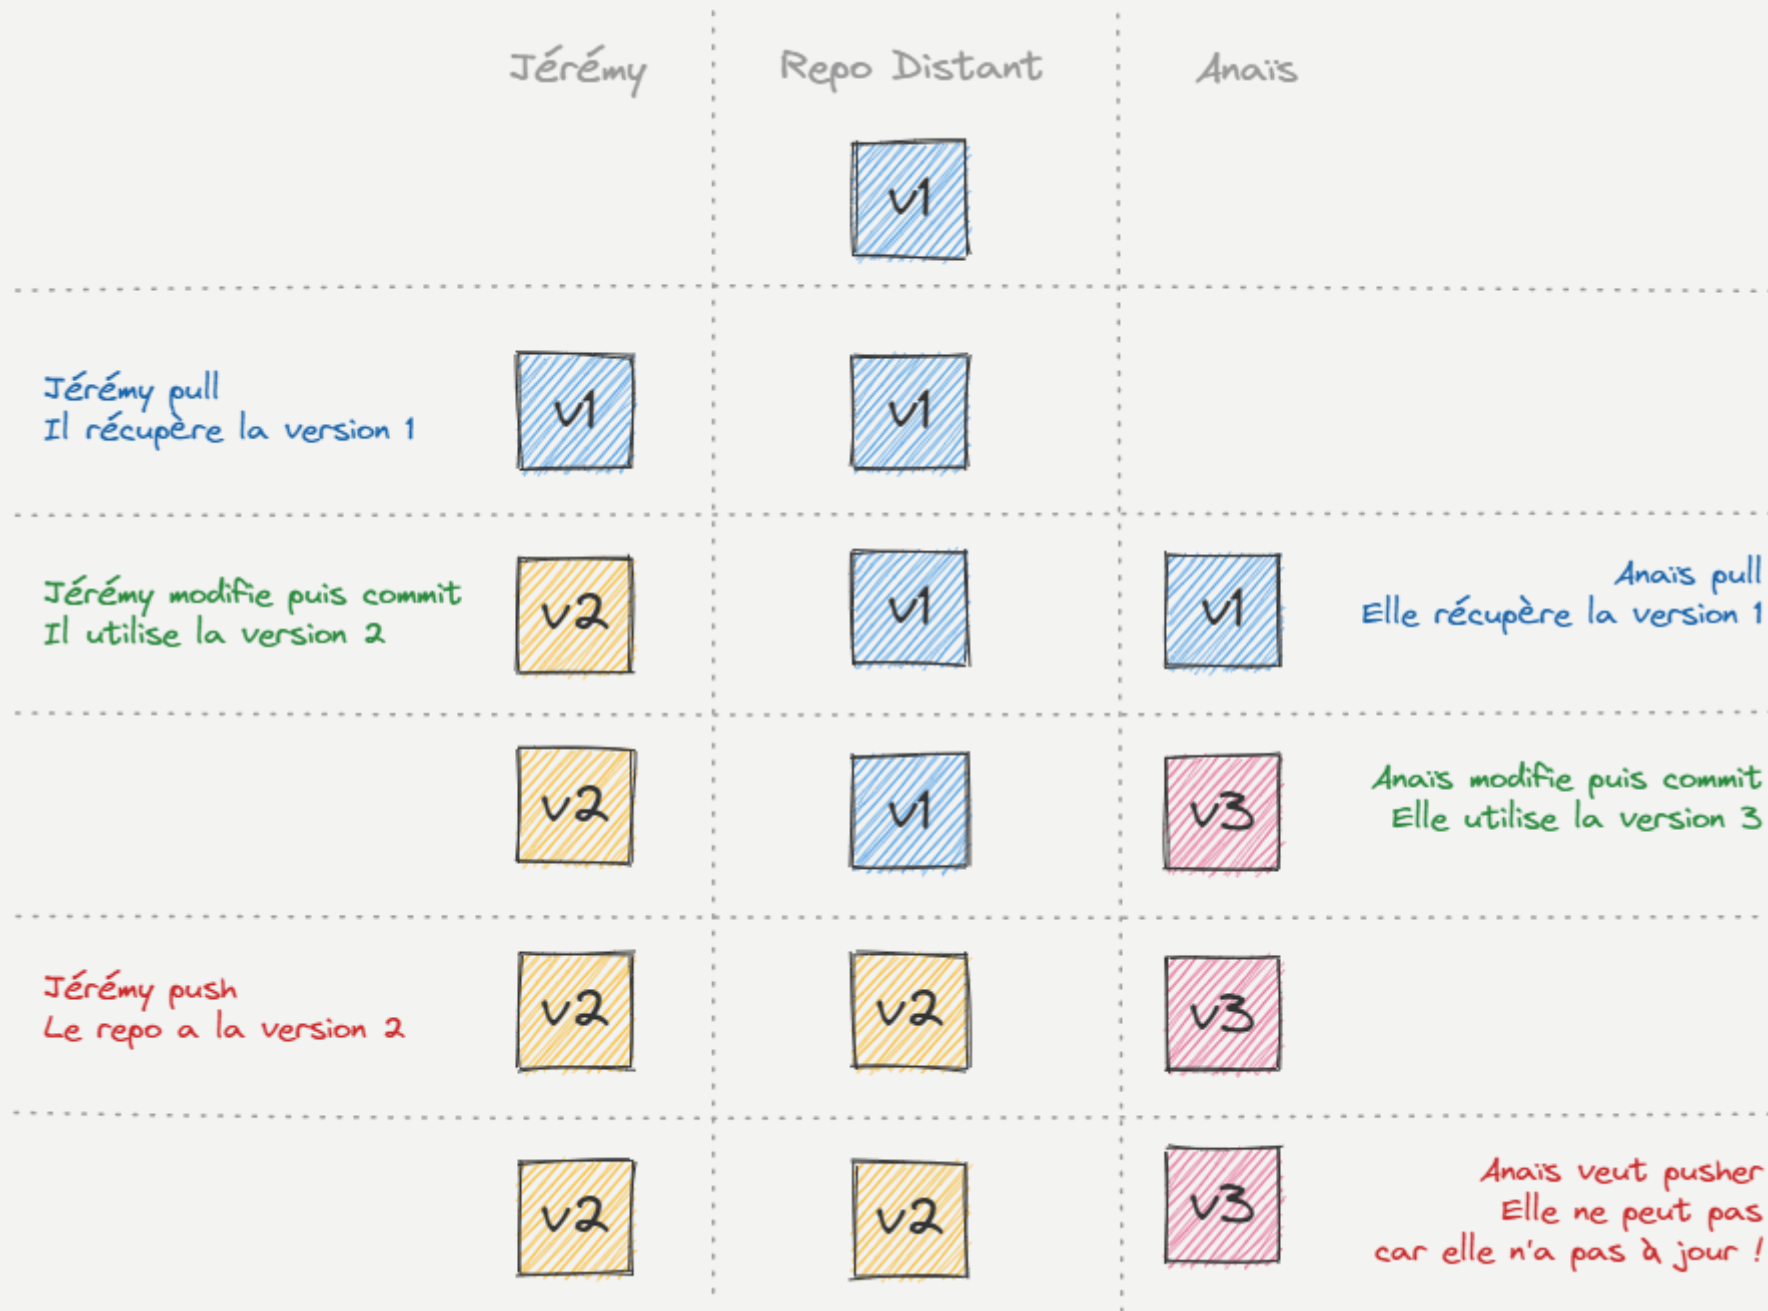 Jérémy
Repo Distant
Anaïs
v1
Jérémy pull
Il récupère la version 1
v1
v1
Jérémy modifie puis commit
Il utilise la version 2
v2
v1
v1
Anaïs pull
Elle récupère la version 1
v2
v1
v3
Anaïs modifie puis commit
Elle utilise la version 3
Jérémy push
Le repo a la version 2
v2
v2
v3
v2
v2
v3
Anaïs veut pusher
Elle ne peut pas
car elle n'a pas à jour !